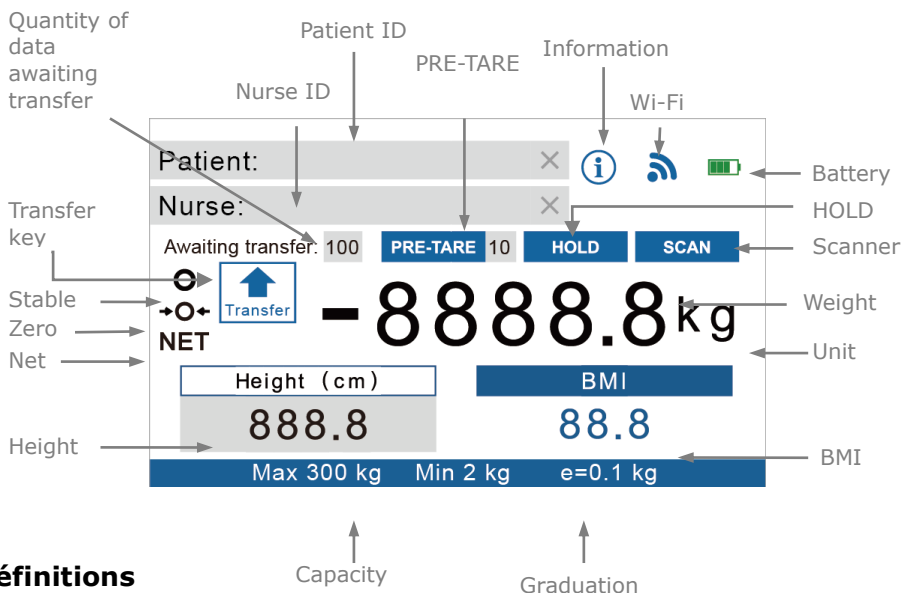 Quantity of
data
awaiting
transfer
Patient ID
Nurse ID
PRE-TARE
Information
Wi-Fi
Patient: ×
i
Battery
Nurse: ×
HOLD
Transfer
key
Awaiting transfer: 100 PRE-TARE 10 HOLD SCAN
Scanner
Stable
Zero
Net
Transfer
→O←
NET
-8888.8kg
Weight
Unit
Height (cm) BMI
888.8 88.8
Height
BMI
Max 300 kg Min 2 kg e=0.1 kg
éfinitions
Capacity
Graduation